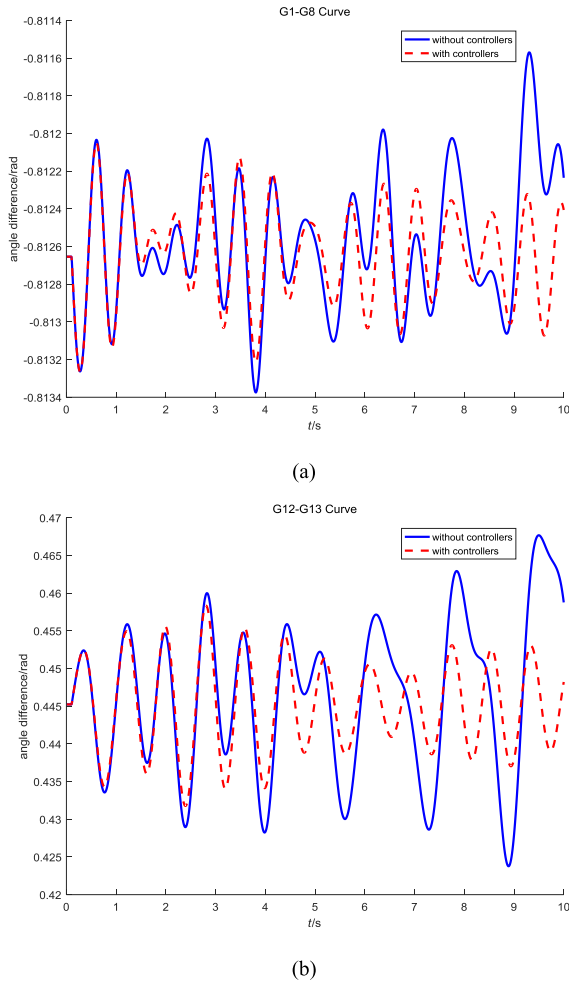 G1-G8 Curve
-0.8114
-0.8116
-0.8118
-0.812
-0.8122
-0.8124
-0.8126
-0.8128
-0.813
-0.8132
-0.8134
angle difference/rad
without controllers
with controllers
0 1 2 3 4 5 6 7 8 9 10
t/s
(a)
G12-G13 Curve
0.47
0.465
0.46
0.455
0.45
0.445
0.44
0.435
0.43
0.425
0.42
angle difference/rad
without controllers
with controllers
0 1 2 3 4 5 6 7 8 9 10
t/s
(b)